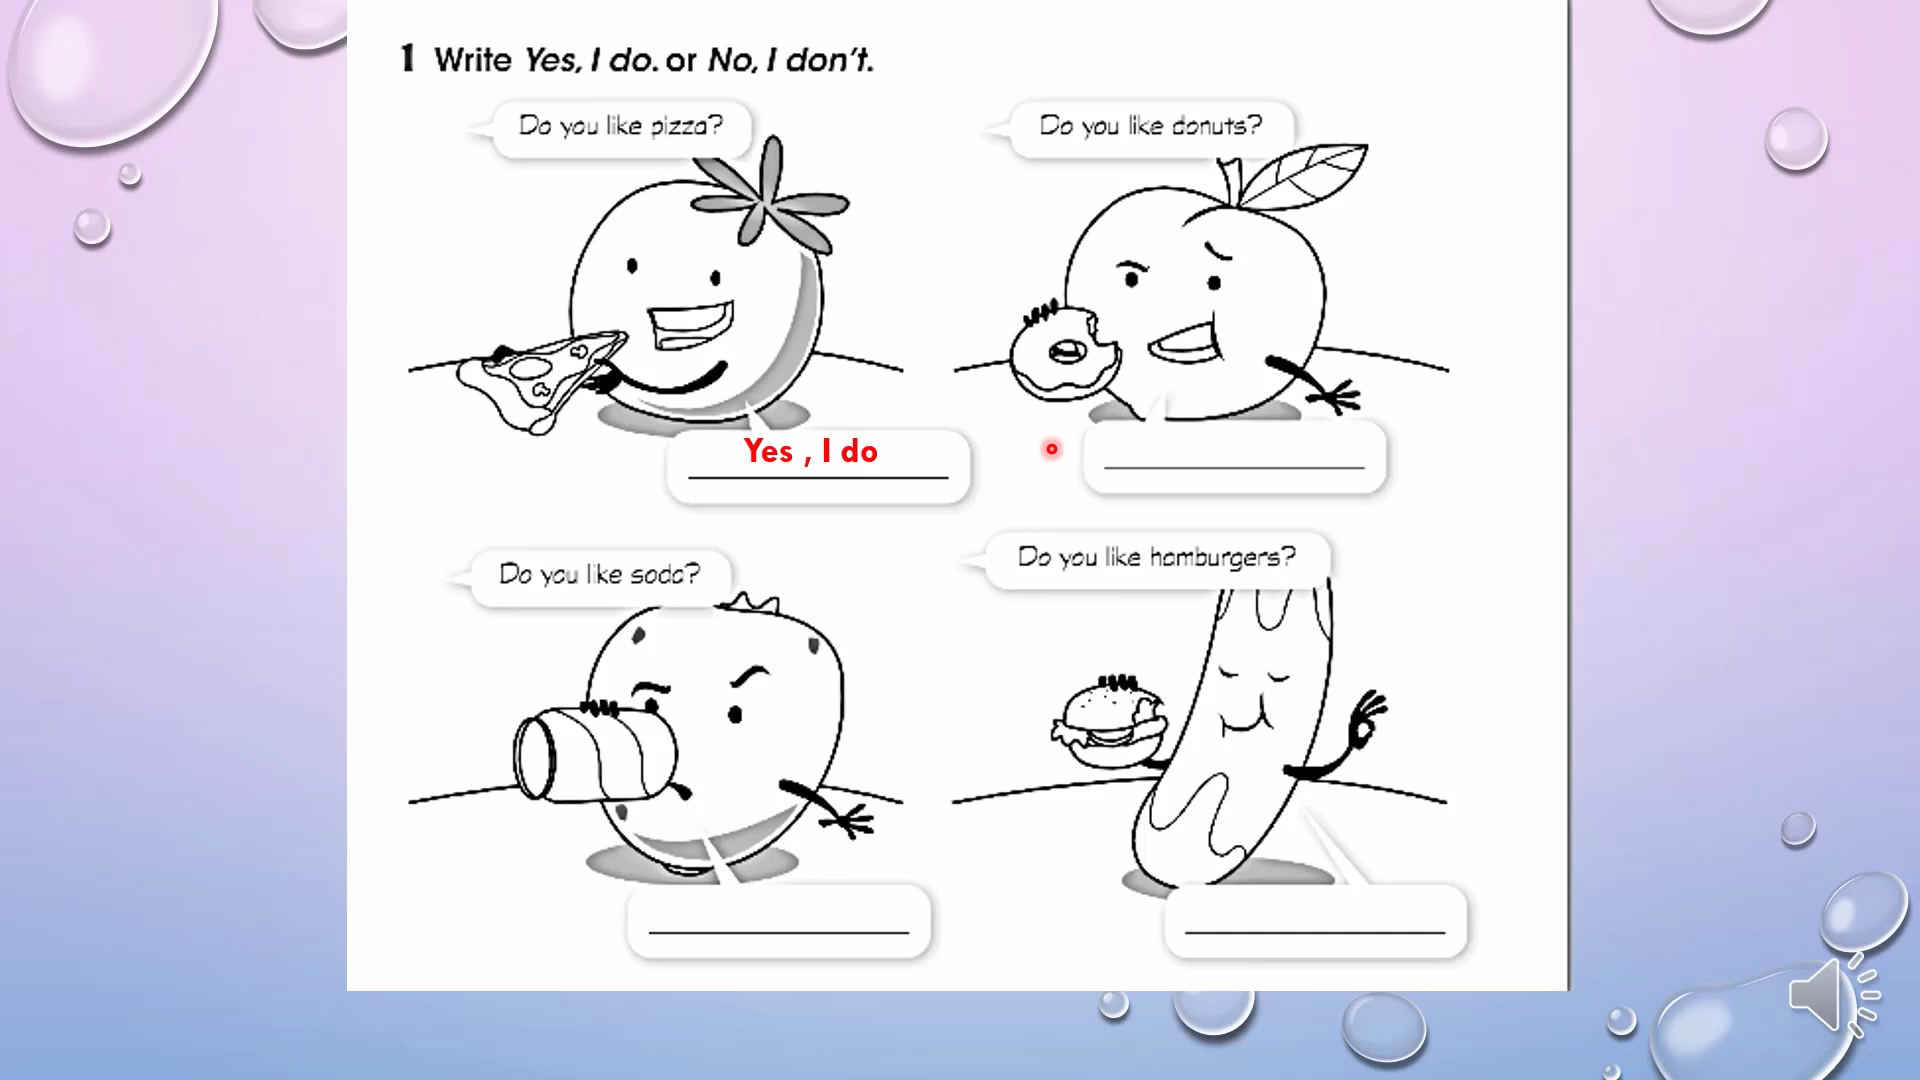 1 Write Yes, I do. or No, I don't.
Do you like pizza?
Do you like donuts?
Yes , I do
Do you like soda?
Do you like hamburgers?